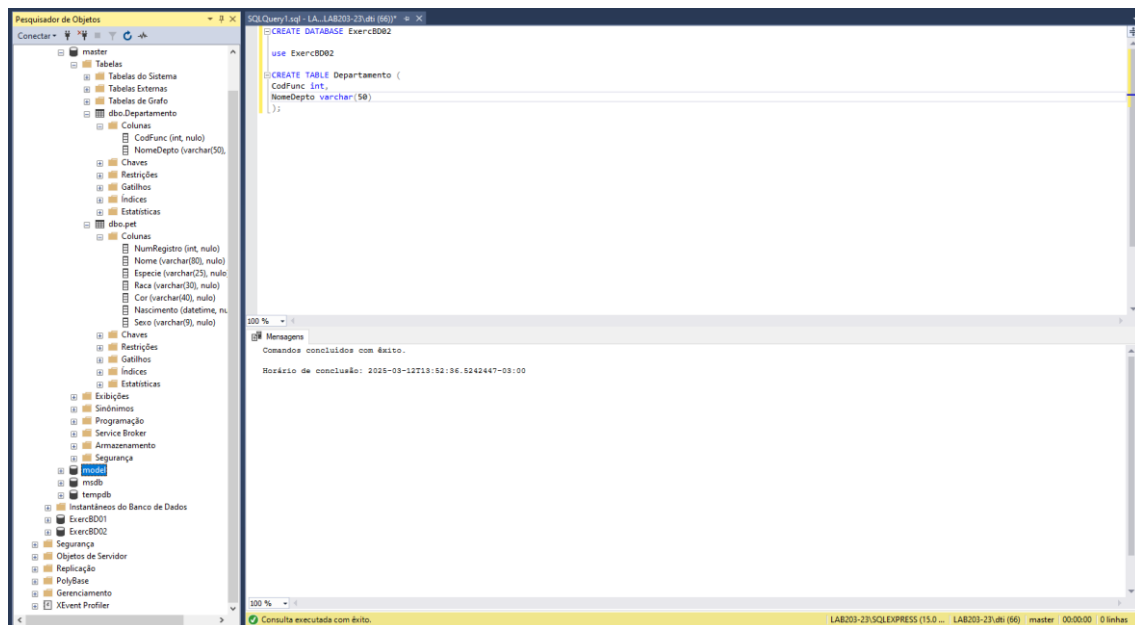 Pesquisador de Objetos
Conectar
master
Tabelas
Tabelas do Sistema
Tabelas Externas
Tabelas de Grafo
dbo.Departamento
Colunas
CodFunc (int, nulo)
NomeDepto (varchar(50),
Chaves
Restrições
Gatilhos
Índices
Estatísticas
dbo.pet
Colunas
NumRegistro (int, nulo)
Nome (varchar(80), nulo)
Especie (varchar(25), nulo
Raca (varchar(30), nulo)
Cor (varchar(40), nulo)
Nascimento (datetime, nu
Sexo (varchar(9), nulo)
Chaves
Restrições
Gatilhos
Índices
Estatísticas
Exibições
Sinônimos
Programação
Service Broker
Armazenamento
Segurança
model
msdb
tempdb
Instantâneos do Banco de Dados
ExercBD01
ExercBD02
Segurança
Objetos de Servidor
Replicação
PolyBase
Gerenciamento
XEvent Profiler
SQLQuery1.sql - LA...LAB203-23\dti (66))*
CREATE DATABASE ExercBD02
use ExercBD02
CREATE TABLE Departamento (
CodFunc int,
NomeDepto varchar(50)
);
100 %
Mensagens
Comandos concluídos com êxito.
Horário de conclusão: 2025-03-12T13:52:36.5242447-03:00
100 %
Consulta executada com êxito.
LAB203-23\SQLEXPRESS (15.0 ... LAB203-23\dti (66) master 00:00:00 0 linhas